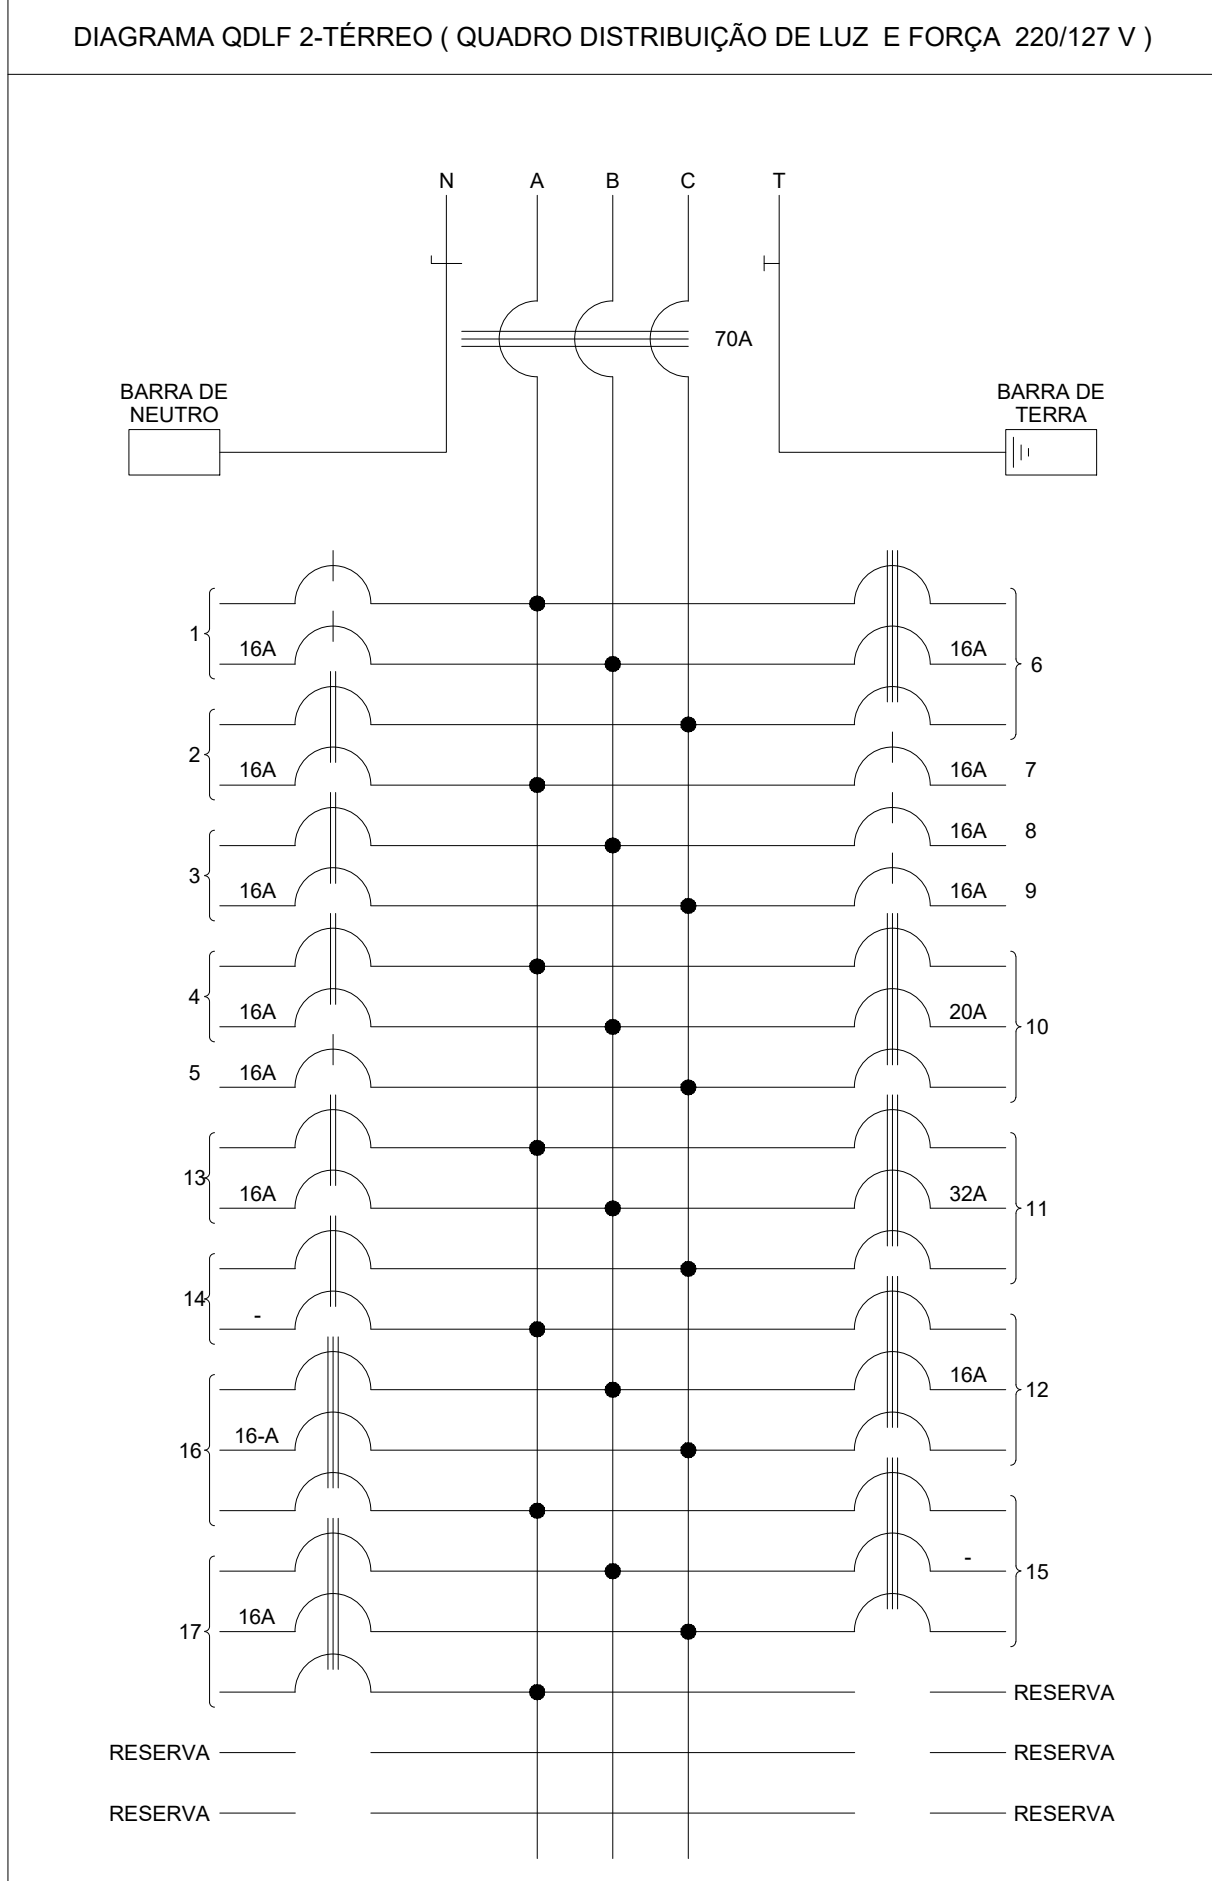 DIAGRAMA QDLF 2-TÉRREO ( QUADRO DISTRIBUIÇÃO DE LUZ E FORÇA 220/127 V )
N A B C T
70A
BARRA DE
NEUTRO
BARRA DE
TERRA
1 16A 16A 6
2 16A 16A 7
16A 8
3 16A 16A 9
4 16A 20A 10
5 16A
13 16A 32A 11
14 -
16A 12
16 16-A
- 15
17 16A
RESERVA
RESERVA RESERVA
RESERVA RESERVA